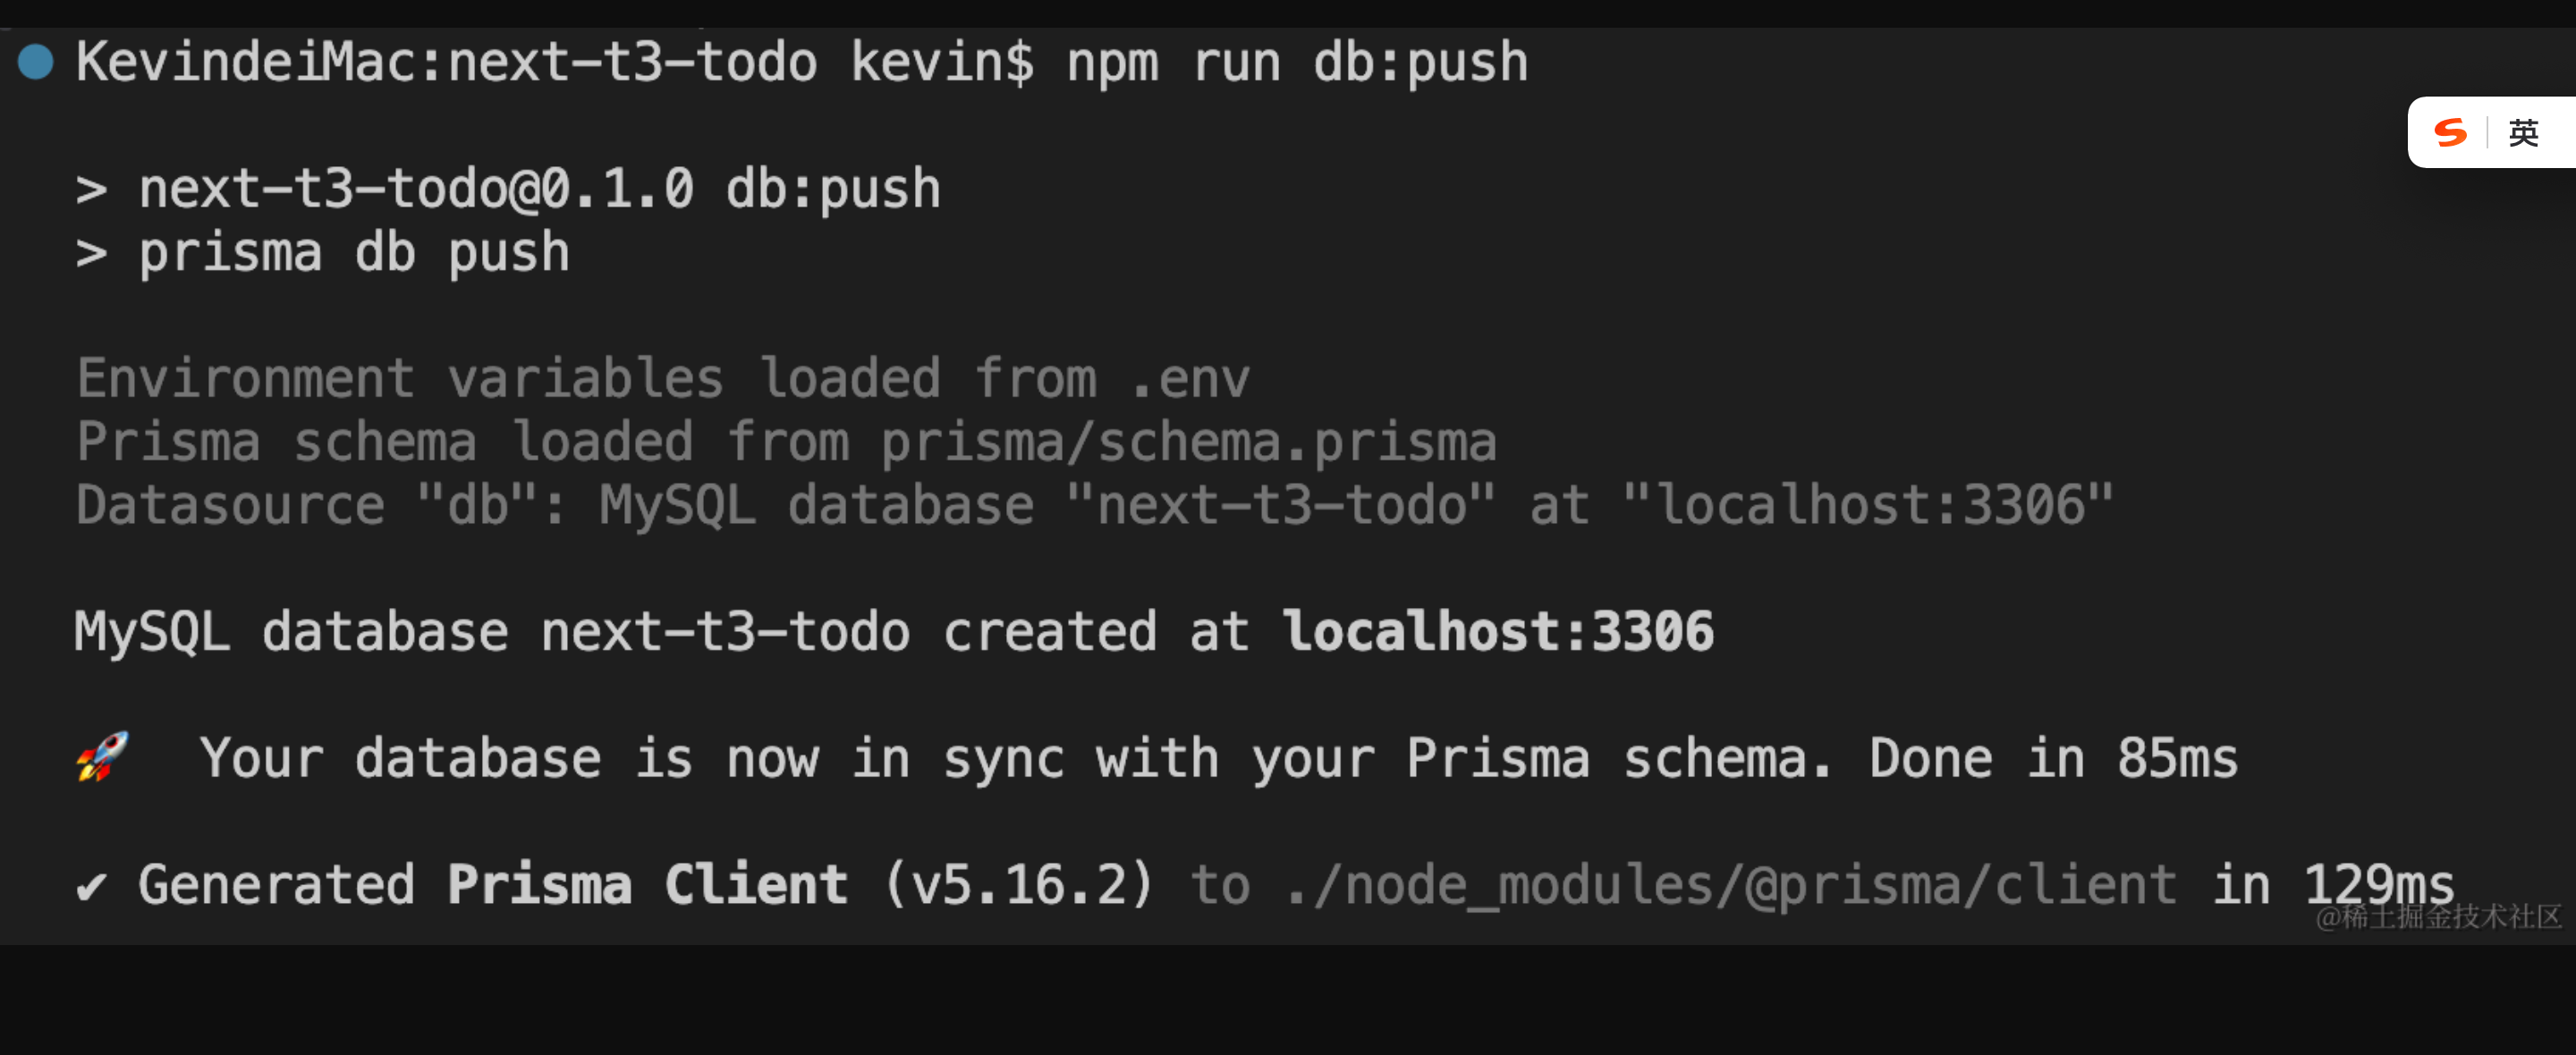 KevindeiMac:next-t3-todo kevin$ npm run db:push
英
> next-t3-todo@0.1.0 db:push
> prisma db push
Environment variables loaded from .env
Prisma schema loaded from prisma/schema.prisma
Datasource "db": MySQL database "next-t3-todo" at "localhost:3306"
MySQL database next-t3-todo created at localhost:3306
🚀  Your database is now in sync with your Prisma schema. Done in 85ms
✔ Generated Prisma Client (v5.16.2) to ./node_modules/@prisma/client in 129ms
@稀土掘金技术社区